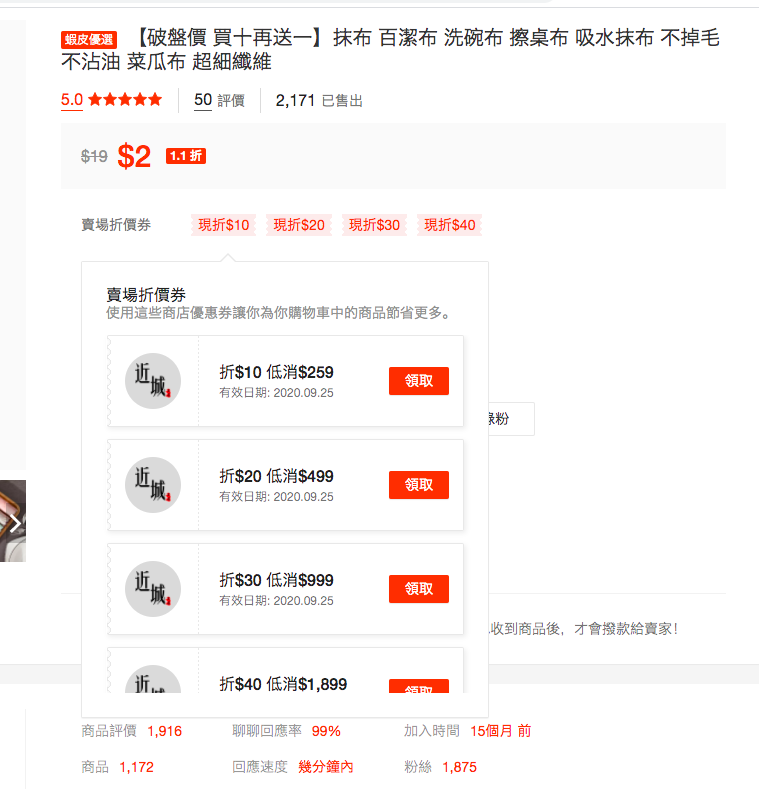 蝦皮優選 【破盤價 買十再送一】抹布 百潔布 洗碗布 擦桌布 吸水抹布 不掉毛
不沾油 菜瓜布 超細纖維
5.0 ★★★★★ 50 評價 2,171 已售出
$19 $2 1.1 折
賣場折價券 現折$10 現折$20 現折$30 現折$40
賣場折價券
使用這些商店優惠券讓你為你購物車中的商品節省更多。
近城
折$10 低消$259
有效日期: 2020.09.25
領取
粉
近城
折$20 低消$499
有效日期: 2020.09.25
領取
近城
折$30 低消$999
有效日期: 2020.09.25
領取
收到商品後，才會撥款給賣家!
近城
折$40 低消$1,899
領取
商品評價 1,916 聊聊回應率 99% 加入時間 15個月 前
商品 1,172 回應速度 幾分鐘內 粉絲 1,875